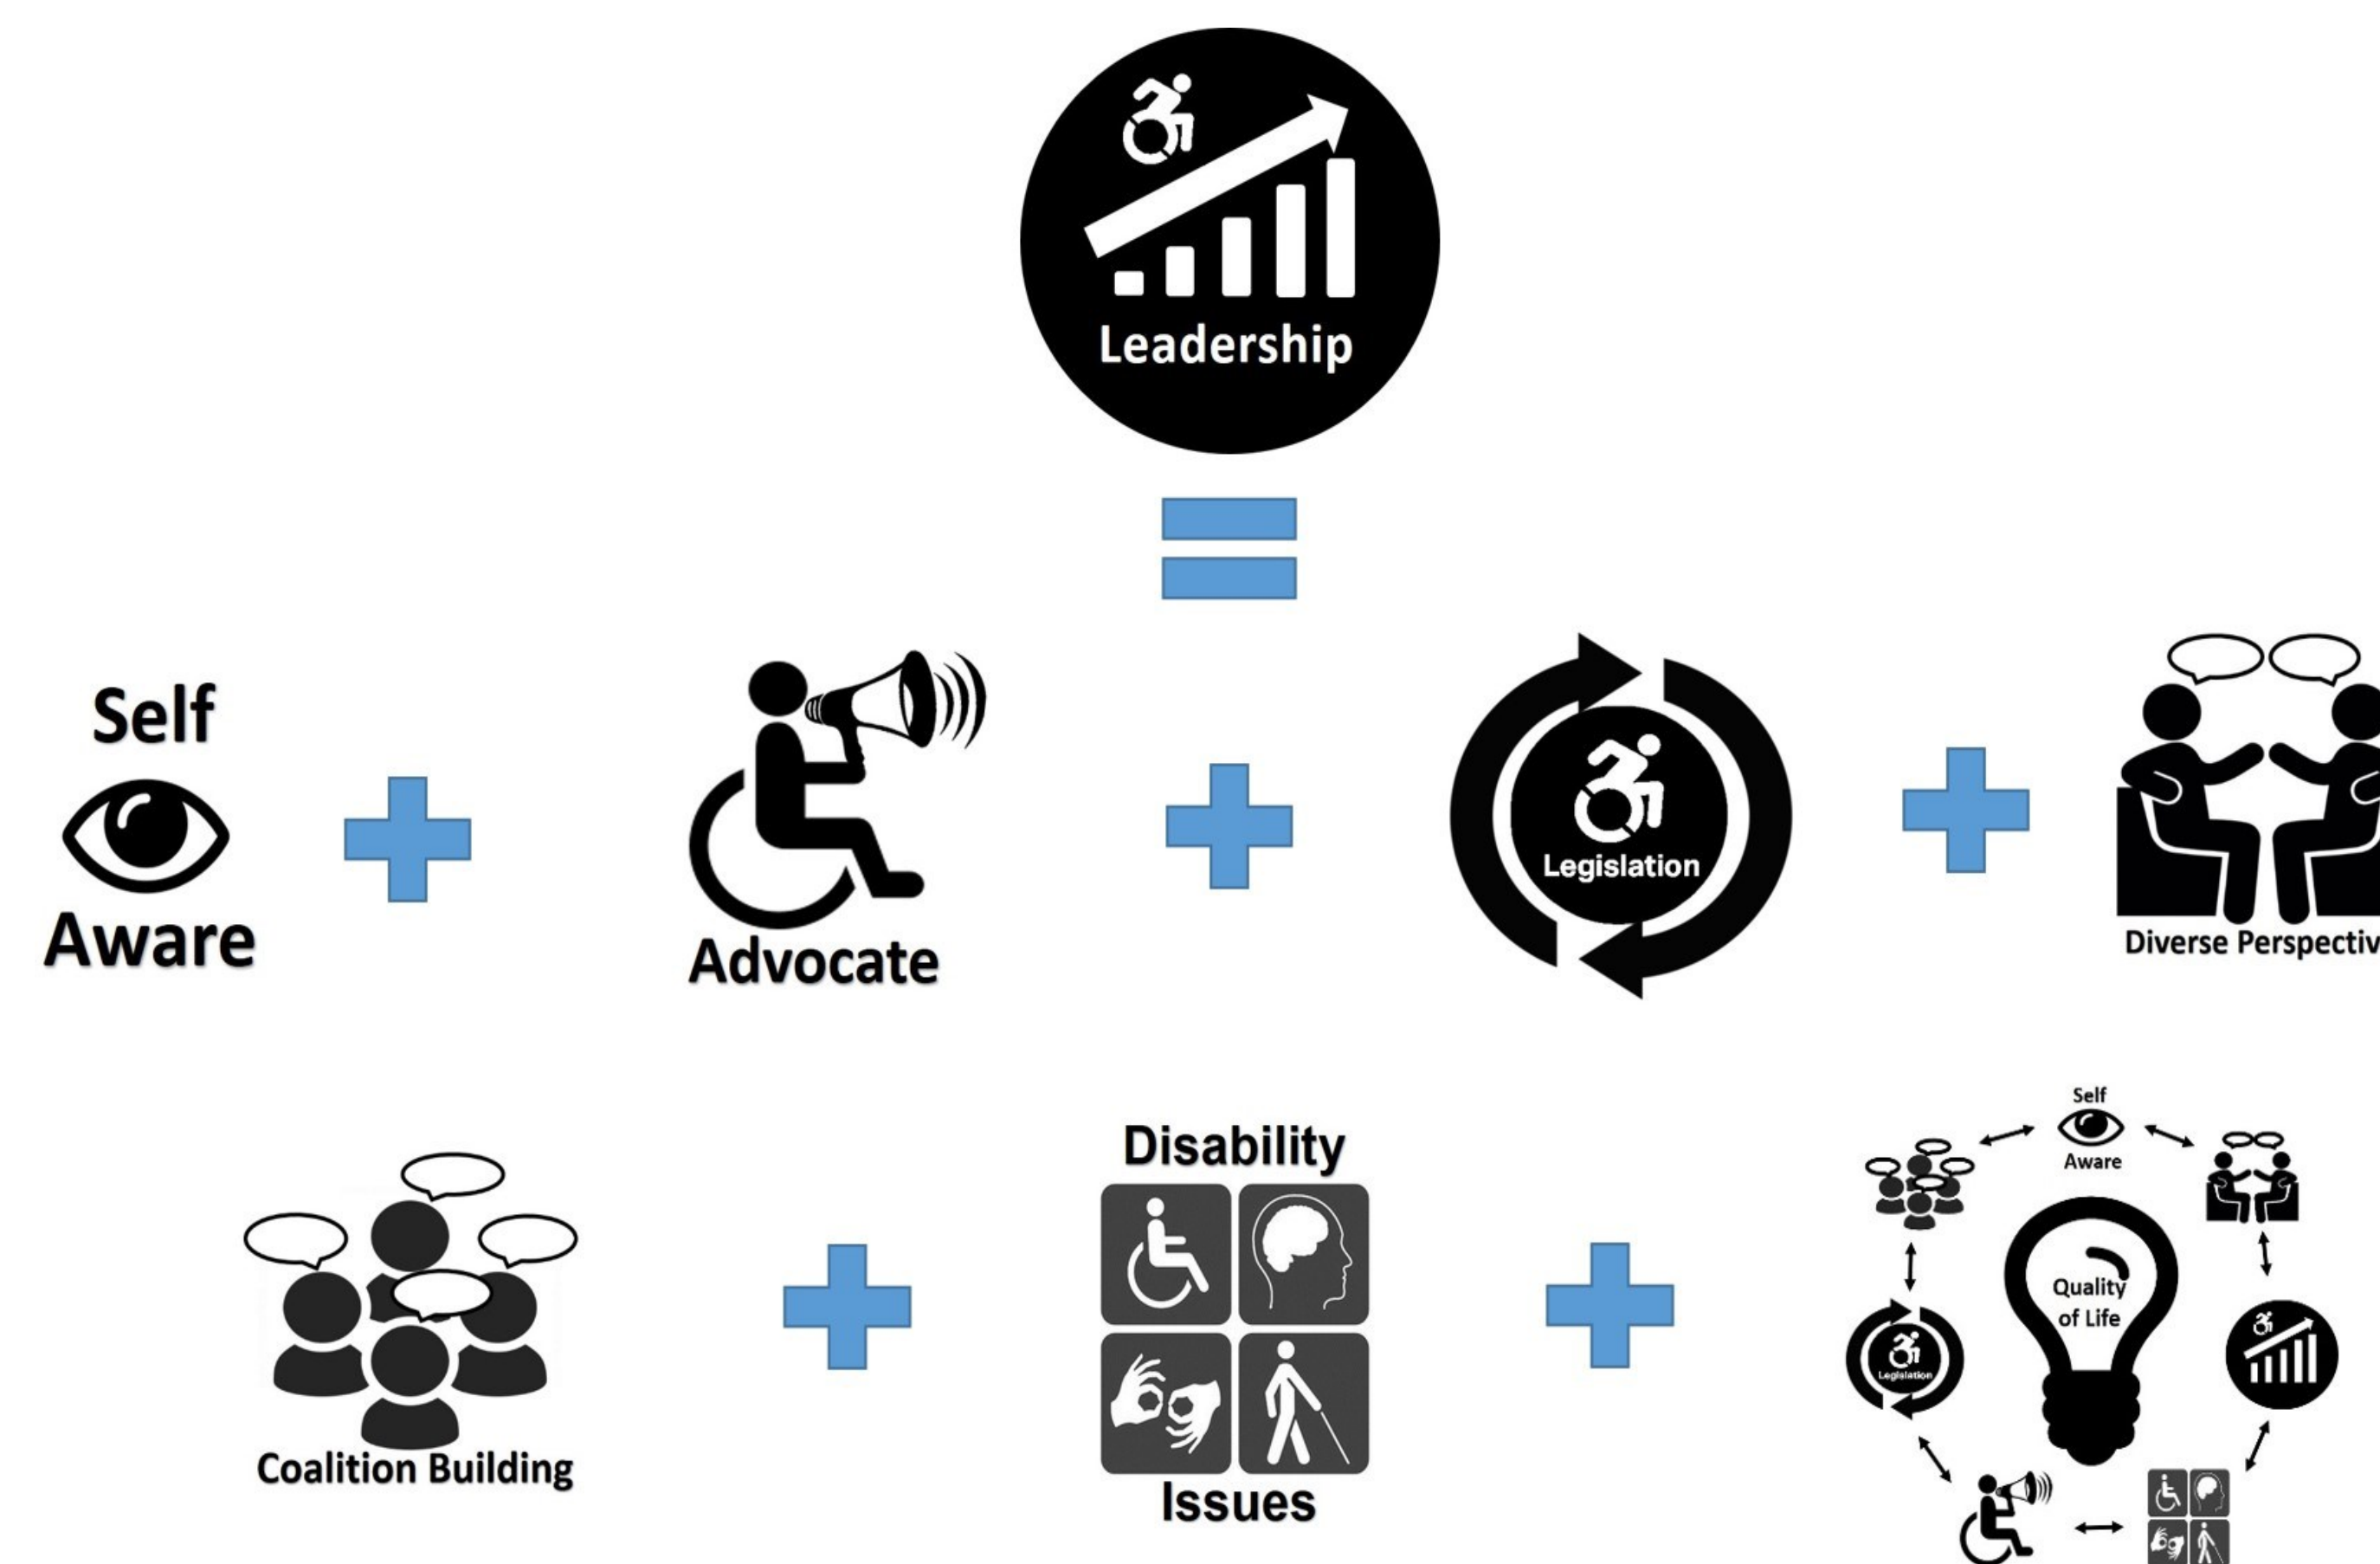 Leadership
Self
Aware
Advocate
Legislation
Diverse Perspectiv
Coalition Building
Disability
Issues
Self
Aware
Quality
of Life
Legislation